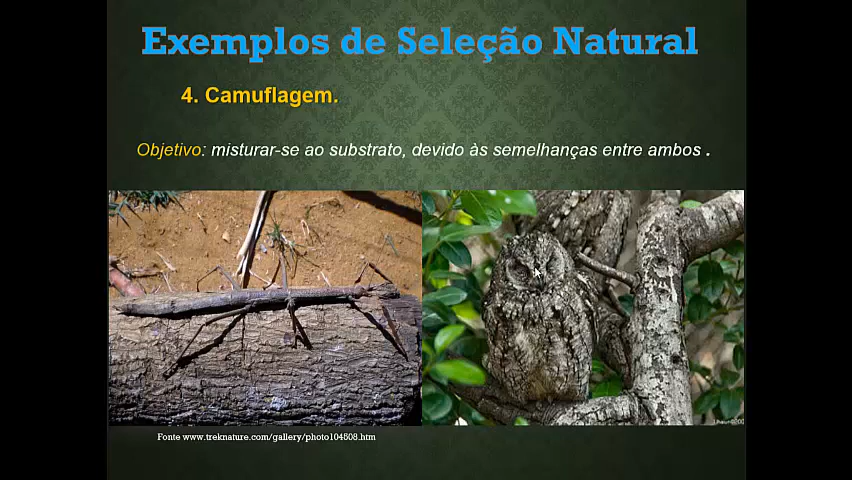 Exemplos de Seleção Natural
4. Camuflagem.
Objetivo: misturar-se ao substrato, devido às semelhanças entre ambos .
Fonte www.treknature.com/gallery/photo104508.htm